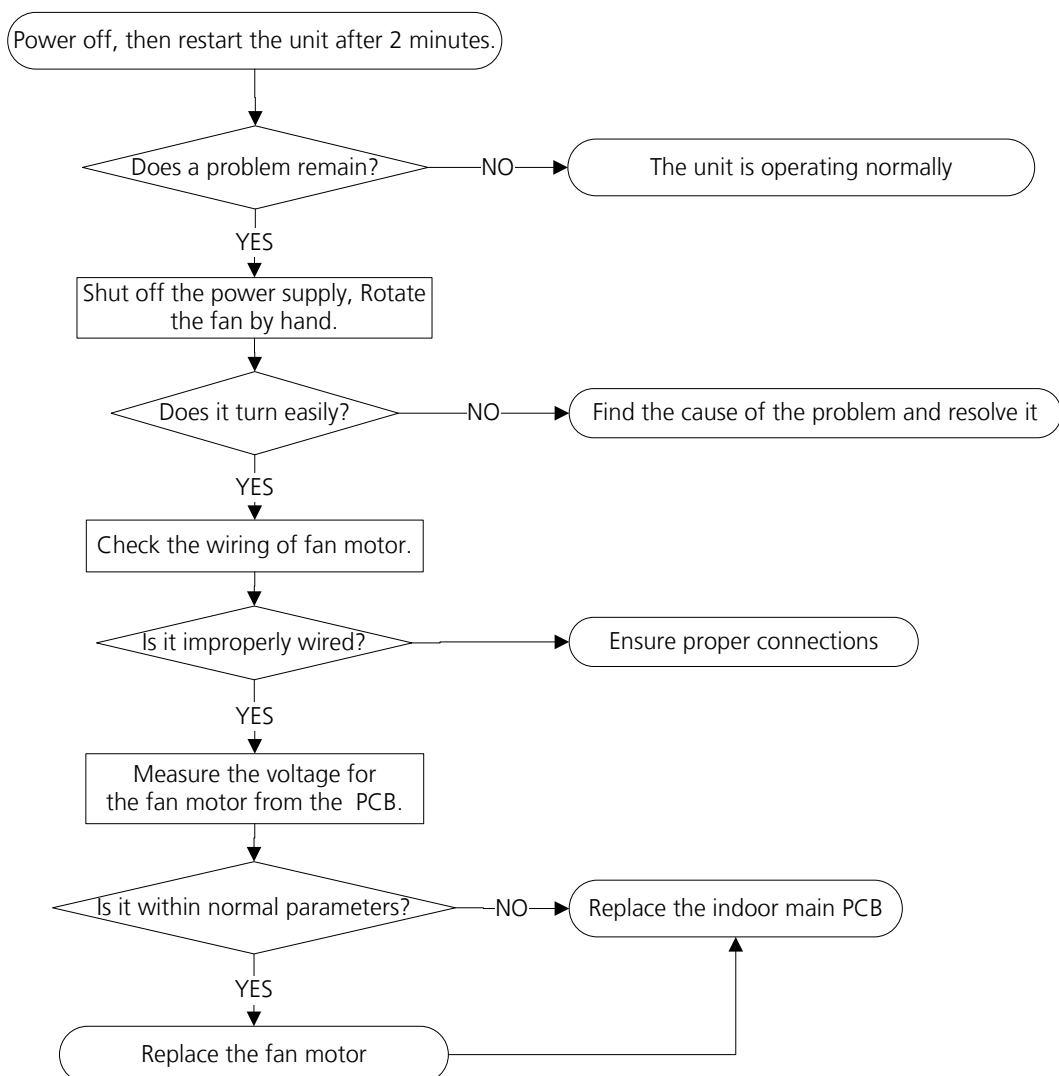 Power off, then restart the unit after 2 minutes.
Does a problem remain?
NO
The unit is operating normally
YES
Shut off the power supply, Rotate
the fan by hand.
Does it turn easily?
NO
Find the cause of the problem and resolve it
YES
Check the wiring of fan motor.
Is it improperly wired?
Ensure proper connections
YES
Measure the voltage for
the fan motor from the PCB.
Is it within normal parameters?
NO
Replace the indoor main PCB
YES
Replace the fan motor